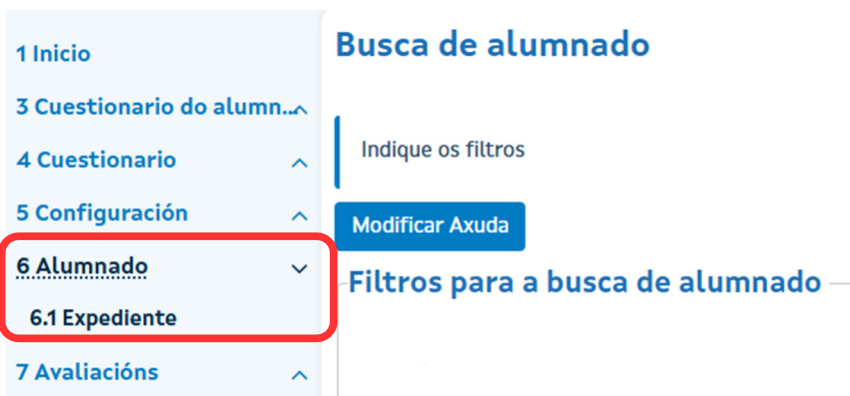 1 Inicio
3 Cuestionario do alumn...
4 Cuestionario
5 Configuración
6 Alumnado
6.1 Expediente
7 Avaliacións
Busca de alumnado
Indique os filtros
Modificar Axuda
Filtros para a busca de alumnado